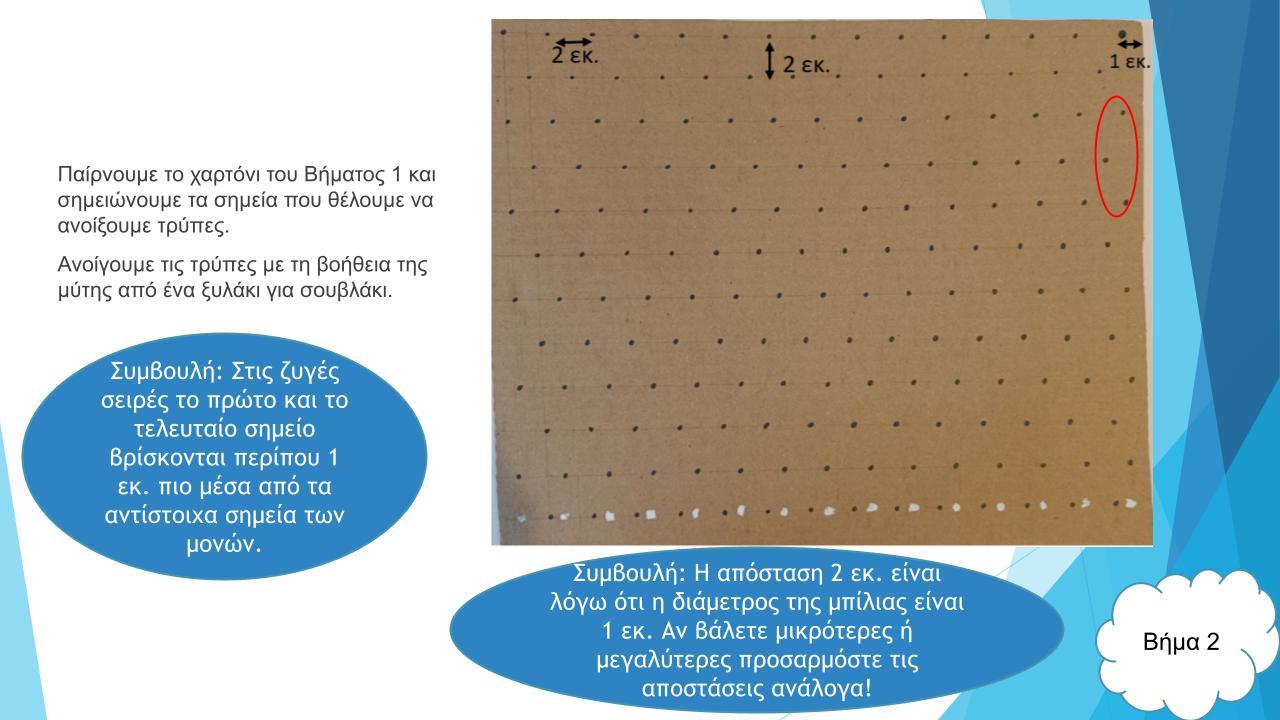 2 εκ.
2 εκ.
1 εκ.
Παίρνουμε το χαρτόνι του Βήματος 1 και
σημειώνουμε τα σημεία που θέλουμε να
ανοίξουμε τρύπες.
Ανοίγουμε τις τρύπες με τη βοήθεια της
μύτης από ένα ξυλάκι για σουβλάκι.
Συμβουλή: Στις ζυγές
σειρές το πρώτο και το
τελευταίο σημείο
βρίσκονται περίπου 1
εκ. πιο μέσα από τα
αντίστοιχα σημεία των
μονών.
Συμβουλή: Η απόσταση 2 εκ. είναι
λόγω ότι η διάμετρος της μπίλιας είναι
1 εκ. Αν βάλετε μικρότερες ή
μεγαλύτερες προσαρμόστε τις
αποστάσεις ανάλογα!
Βήμα 2